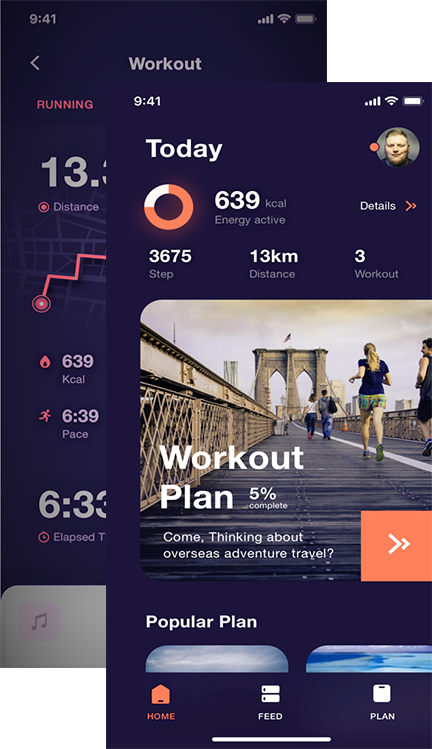 9:41
Workout
RUNNING
13.3
Distance
639
Kcal
6:39
Pace
6:33
Elapsed
9:41
Today
639 kcal
Energy active
Details
3675
Step
13km
Distance
3
Workout
Workout
Plan 5%
complete
Come, Thinking about
overseas adventure travel?
Popular Plan
HOME
FEED
PLAN